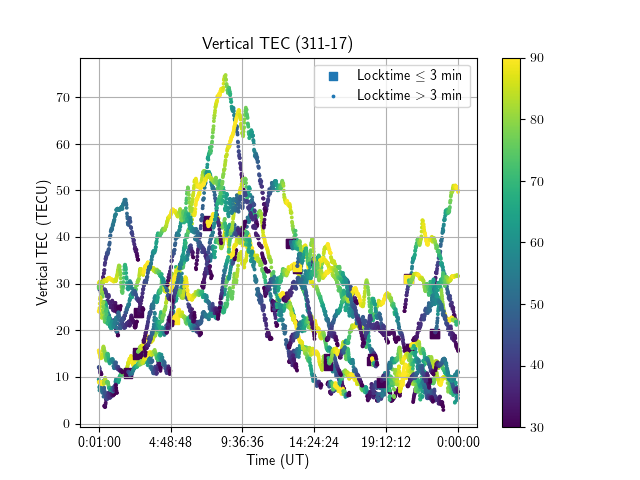 Vertical TEC (311-17)
Locktime ≤ 3 min
Locktime > 3 min
Vertical TEC (TECU)
70
60
50
40
30
20
10
0
0:01:00 4:48:48 9:36:36 14:24:24 19:12:12 0:00:00
Time (UT)
90
80
70
60
50
40
30